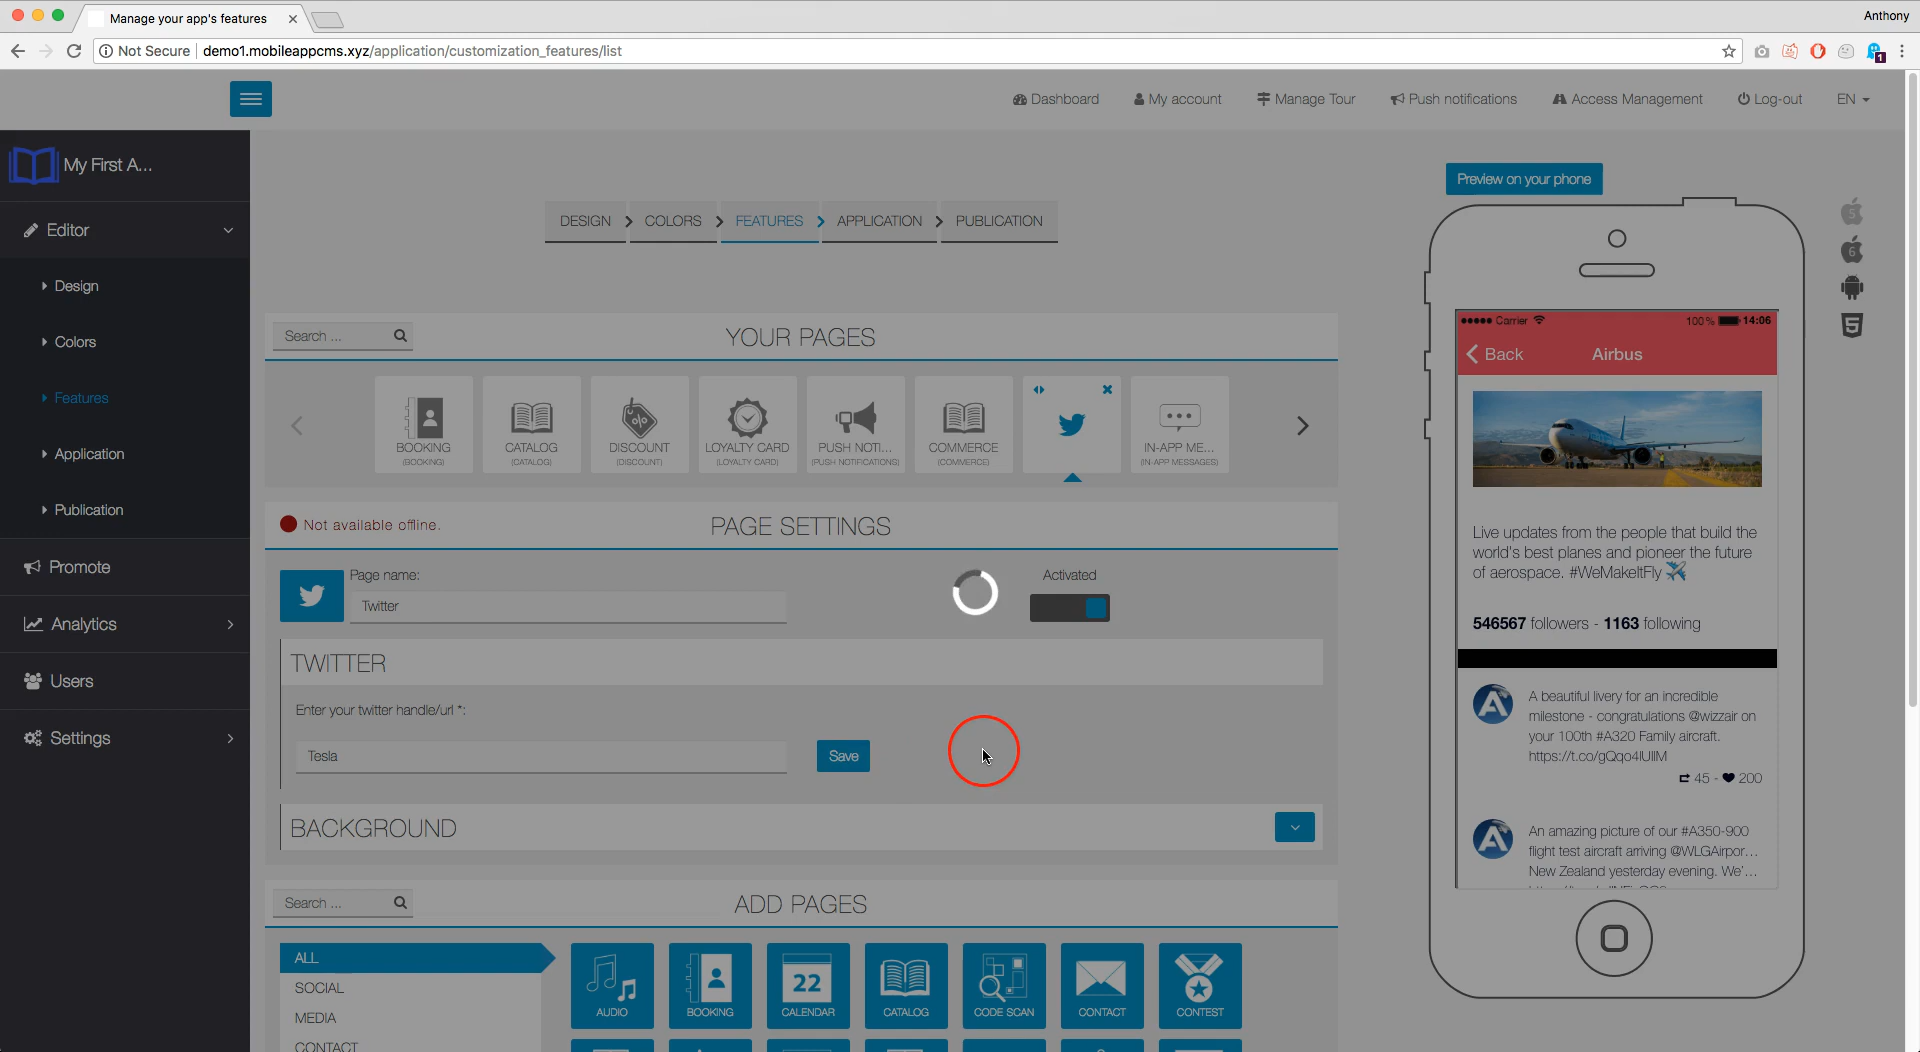 Manage your app's features
Anthony
Not Secure
demo1.mobileappcms.xyz/application/customization_features/list
1
Dashboard
My account
Manage Tour
Push notifications
Access Management
Log-out
EN
My First A...
Editor
Design
Colors
Features
Application
Publication
Promote
Analytics
Users
Settings
DESIGN
COLORS
FEATURES
APPLICATION
PUBLICATION
Search ...
YOUR PAGES
BOOKING
(BOOKING)
CATALOG
(CATALOG)
DISCOUNT
(DISCOUNT)
LOYALTY CARD
(LOYALTY CARD)
PUSH NOTI...
(PUSH NOTIFICATIONS)
COMMERCE
(COMMERCE)
IN-APP ME...
(IN-APP MESSAGES)
Not available offline.
PAGE SETTINGS
Page name:
Twitter
Activated
TWITTER
Enter your twitter handle/url *:
Tesla
Save
BACKGROUND
Search ...
ADD PAGES
ALL
SOCIAL
MEDIA
CONTACT
AUDIO
BOOKING
22
CALENDAR
CATALOG
CODE SCAN
CONTACT
CONTEST
Preview on your phone
5
6
Carrier
100 %
14:06
Back
Airbus
Live updates from the people that build the
world's best planes and pioneer the future
of aerospace. #WeMakeItFly
546567 followers - 1163 following
A beautiful livery for an incredible
milestone - congratulations @wizzair on
your 100th #A320 Family aircraft.
https://t.co/gQqo4lUllM
45 - 200
An amazing picture of our #A350-900
flight test aircraft arriving @WLGAirpor...
New Zealand yesterday evening. We'...